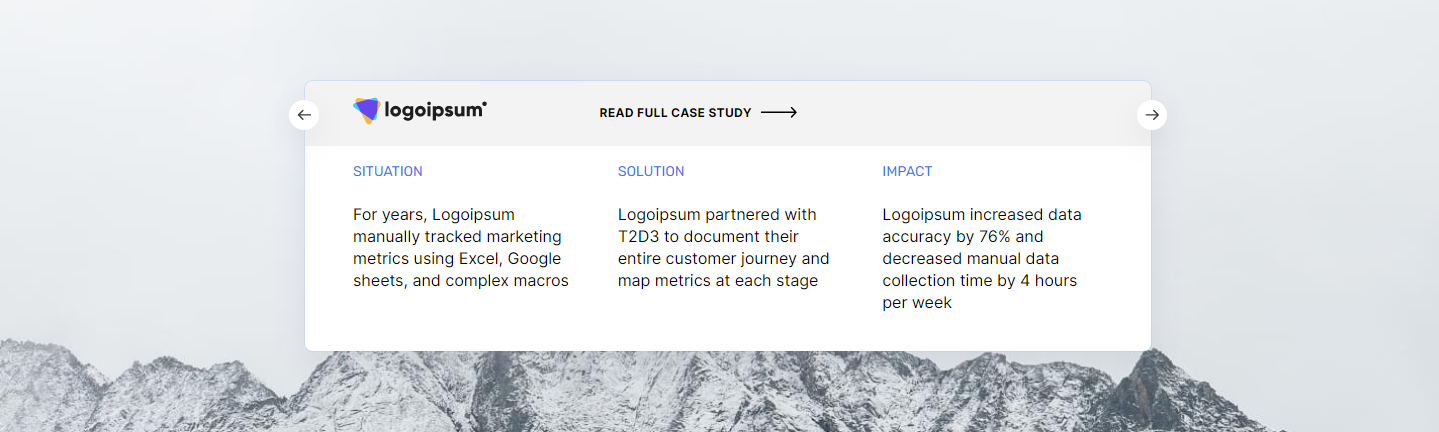 logoipsum
READ FULL CASE STUDY
SITUATION
For years, Logoipsum
manually tracked marketing
metrics using Excel, Google
sheets, and complex macros
SOLUTION
Logoipsum partnered with
T2D3 to document their
entire customer journey and
map metrics at each stage
IMPACT
Logoipsum increased data
accuracy by 76% and
decreased manual data
collection time by 4 hours
per week